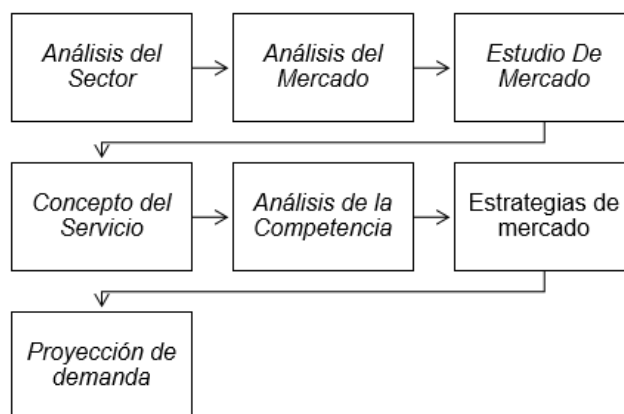 Análisis del
Sector
Análisis del
Mercado
Estudio De
Mercado
Concepto del
Servicio
Análisis de la
Competencia
Estrategias de
mercado
Proyección de
demanda